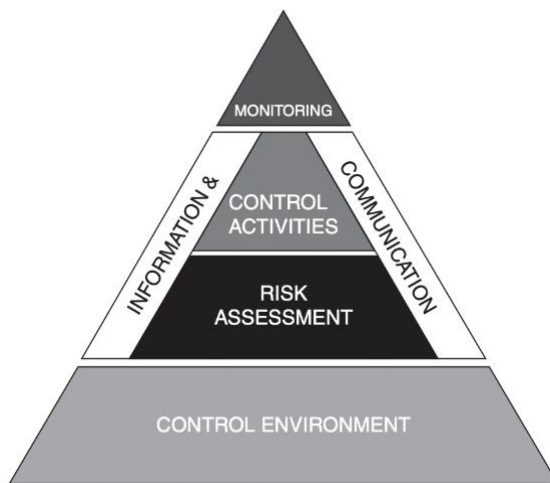 MONITORING
INFORMATION &
COMMUNICATION
CONTROL
ACTIVITIES
RISK
ASSESSMENT
CONTROL ENVIRONMENT